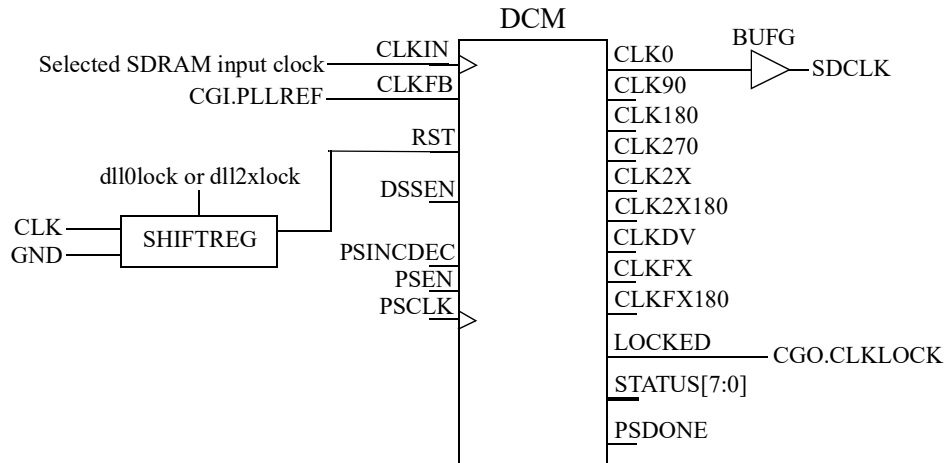 DCM
Selected SDRAM input clock
CLKIN
CGI.PLLREF
CLKFB
RST
dll0lock or dll2xlock
CLK
GND
SHIFTREG
DSSEN
PSINCDEC
PSEN
PSCLK
CLK0
BUFG
SDCLK
CLK90
CLK180
CLK270
CLK2X
CLK2X180
CLKDV
CLKFX
CLKFX180
LOCKED
CGO.CLKLOCK
STATUS[7:0]
PSDONE